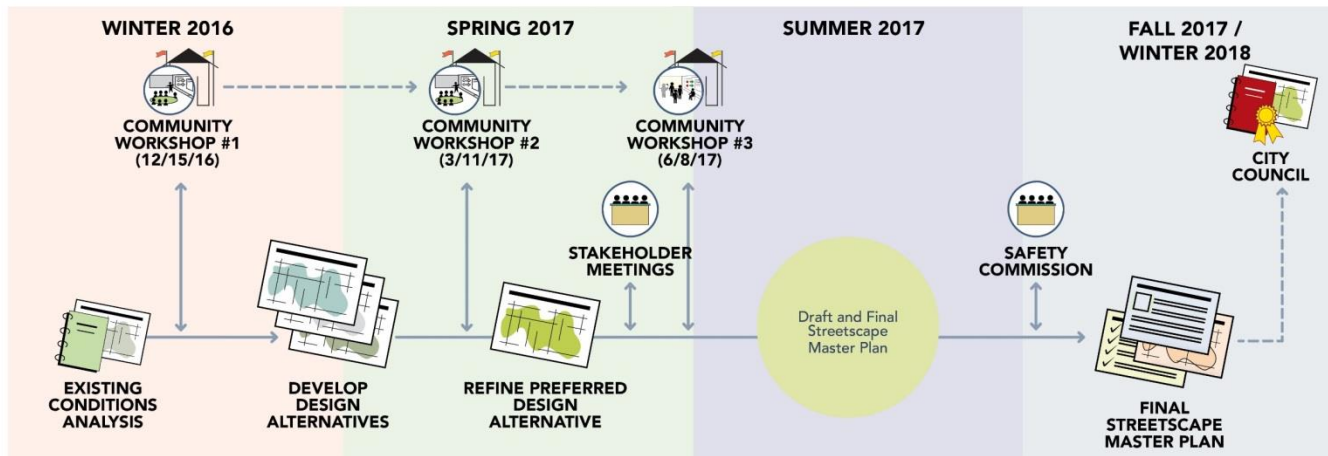 WINTER 2016
SPRING 2017
SUMMER 2017
FALL 2017 /
WINTER 2018
COMMUNITY
WORKSHOP #1
(12/15/16)
COMMUNITY
WORKSHOP #2
(3/11/17)
COMMUNITY
WORKSHOP #3
(6/8/17)
CITY
COUNCIL
STAKEHOLDER
MEETINGS
SAFETY
COMMISSION
Draft and Final
Streetscape
Master Plan
EXISTING
CONDITIONS
ANALYSIS
DEVELOP
DESIGN
ALTERNATIVES
REFINE PREFERRED
DESIGN
ALTERNATIVE
FINAL
STREETSCAPE
MASTER PLAN